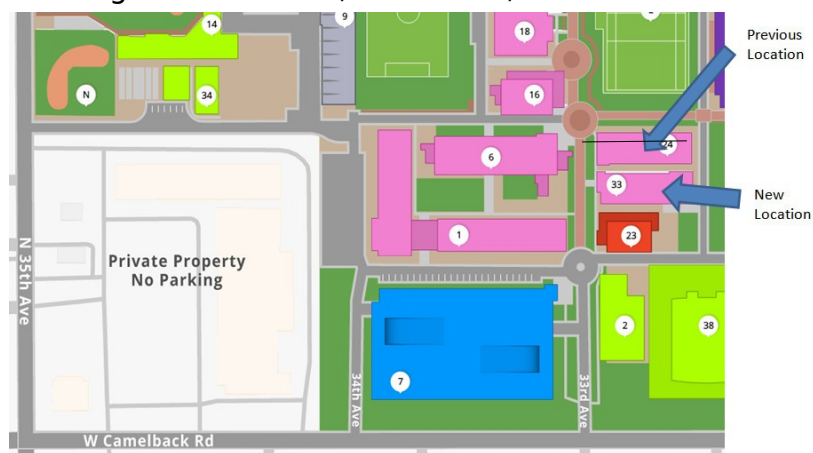 14
9
18
Previous
Location
N
34
16
24
6
33
New
Location
1
23
Private Property
No Parking
N 35th Ave
2
38
7
34th Ave
33rd Ave
W Camelback Rd